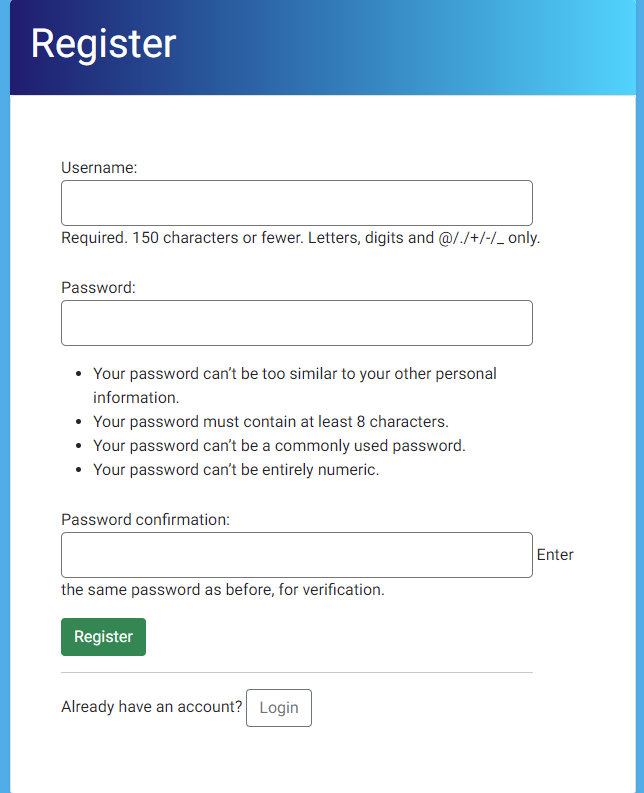 Register
Username:
Required. 150 characters or fewer. Letters, digits and @/./+/-/_ only.
Password:
• Your password can’t be too similar to your other personal
information.
• Your password must contain at least 8 characters.
• Your password can’t be a commonly used password.
• Your password can’t be entirely numeric.
Password confirmation:
Enter
the same password as before, for verification.
Register
Already have an account? Login